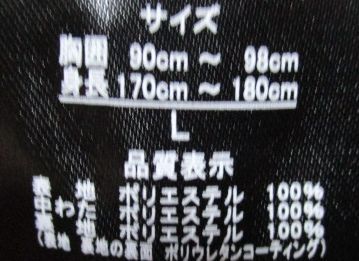 サイズ
胸囲 90cm ～ 98cm
身長 170cm ～ 180cm
L
品質表示
表地 ポリエステル 100%
中わた ポリエステル 100%
裏地 ポリエステル 100%
(表地 裏地の裏面 ポリウレタンコーティング)